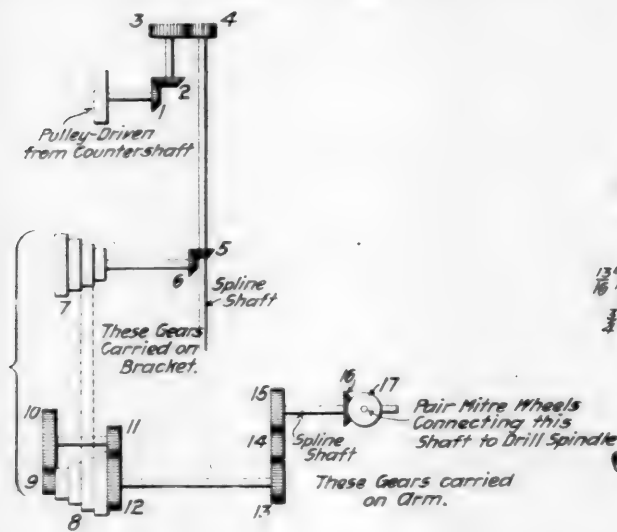 3 4
2
1
Pulley-Driven
from Countershaft
5
6
7
Spline
Shaft
These Gears
Carried on
Bracket.
10
11
9
8
12
15
16 17
14
13
Spline
Shaft
Pair Mitre Wheels
Connecting this
Shaft to Drill Spindle
These Gears carried
on Arm.
13/16